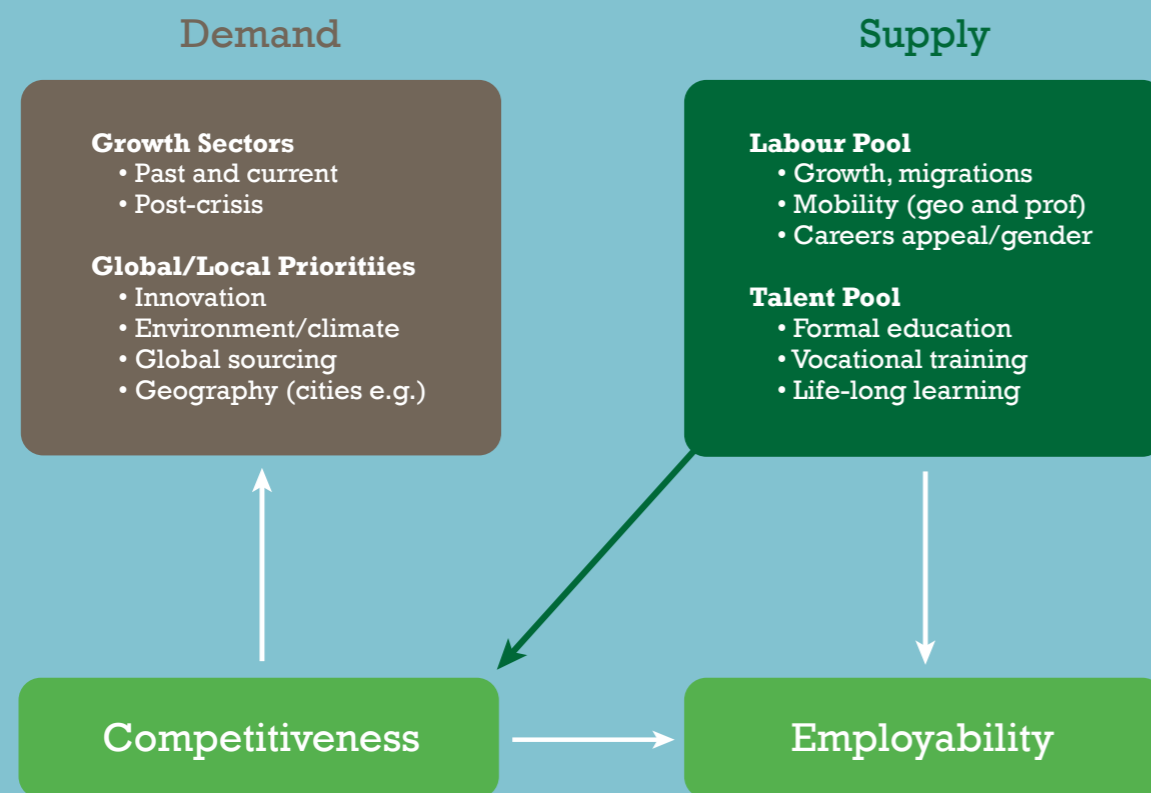 Demand
Growth Sectors
• Past and current
• Post-crisis
Global/Local Prioritiies
• Innovation
• Environment/climate
• Global sourcing
• Geography (cities e.g.)
Supply
Labour Pool
• Growth, migrations
• Mobility (geo and prof)
• Careers appeal/gender
Talent Pool
• Formal education
• Vocational training
• Life-long learning
Competitiveness
Employability